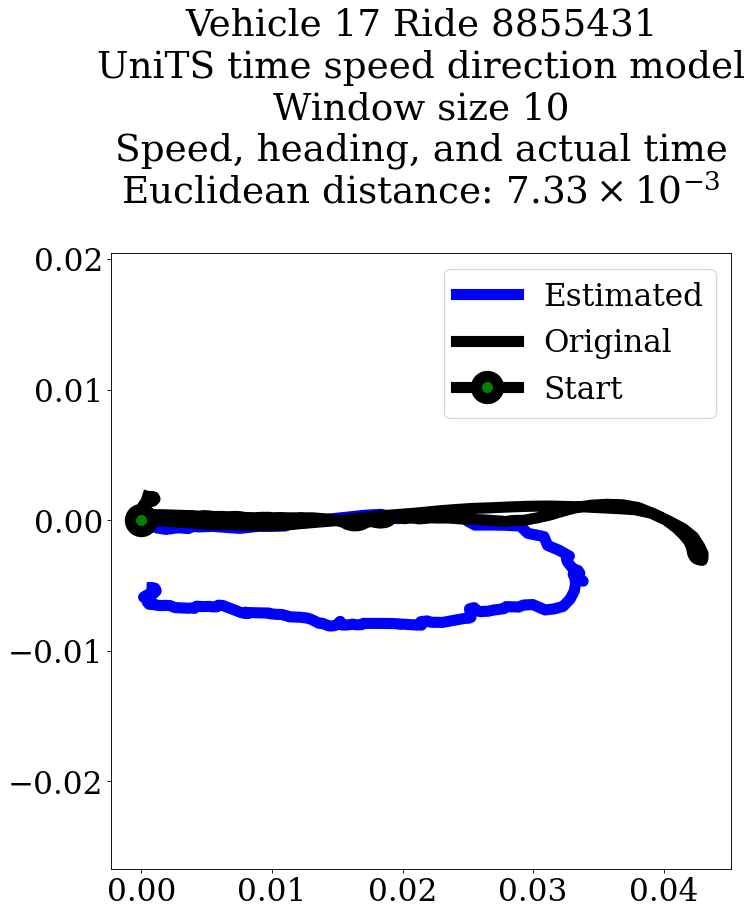 Vehicle 17 Ride 8855431
UniTS time speed direction model
Window size 10
Speed, heading, and actual time
Euclidean distance: 7.33 × 10⁻³
0.02
0.01
0.00
−0.01
−0.02
Estimated
Original
Start
0.00 0.01 0.02 0.03 0.04